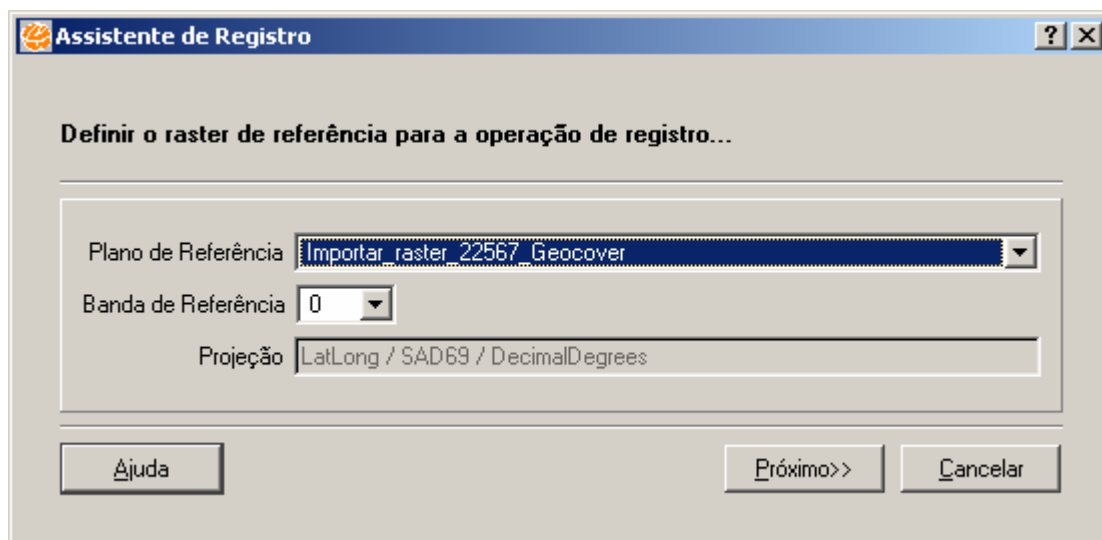 Assistente de Registro
Definir o raster de referência para a operação de registro...
Plano de Referência Importar_raster_22567_Geocover
Banda de Referência 0
Projeção LatLong / SAD69 / DecimalDegrees
Ajuda Próximo>> Cancelar